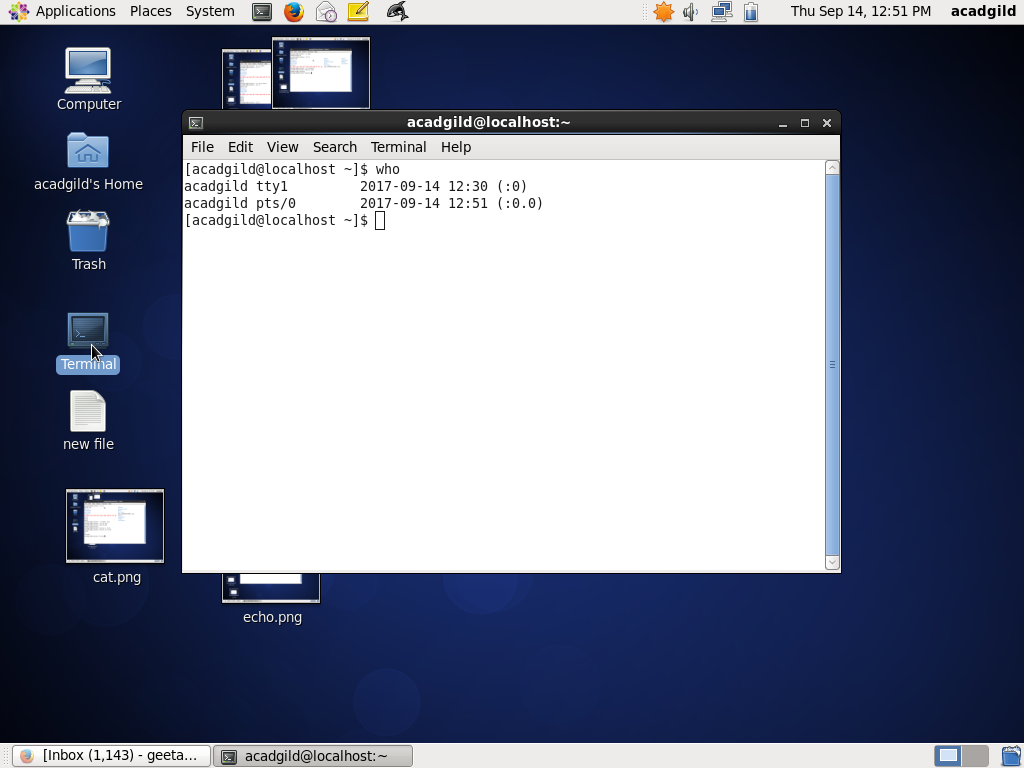 Applications Places System Thu Sep 14, 12:51 PM acadgild
Computer
acadgild's Home
Trash
Terminal
new file
cat.png
echo.png
acadgild@localhost:~
File Edit View Search Terminal Help
[acadgild@localhost ~]$ who
acadgild tty1         2017-09-14 12:30 (:0)
acadgild pts/0        2017-09-14 12:51 (:0.0)
[acadgild@localhost ~]$
[Inbox (1,143) - geeta... acadgild@localhost:~